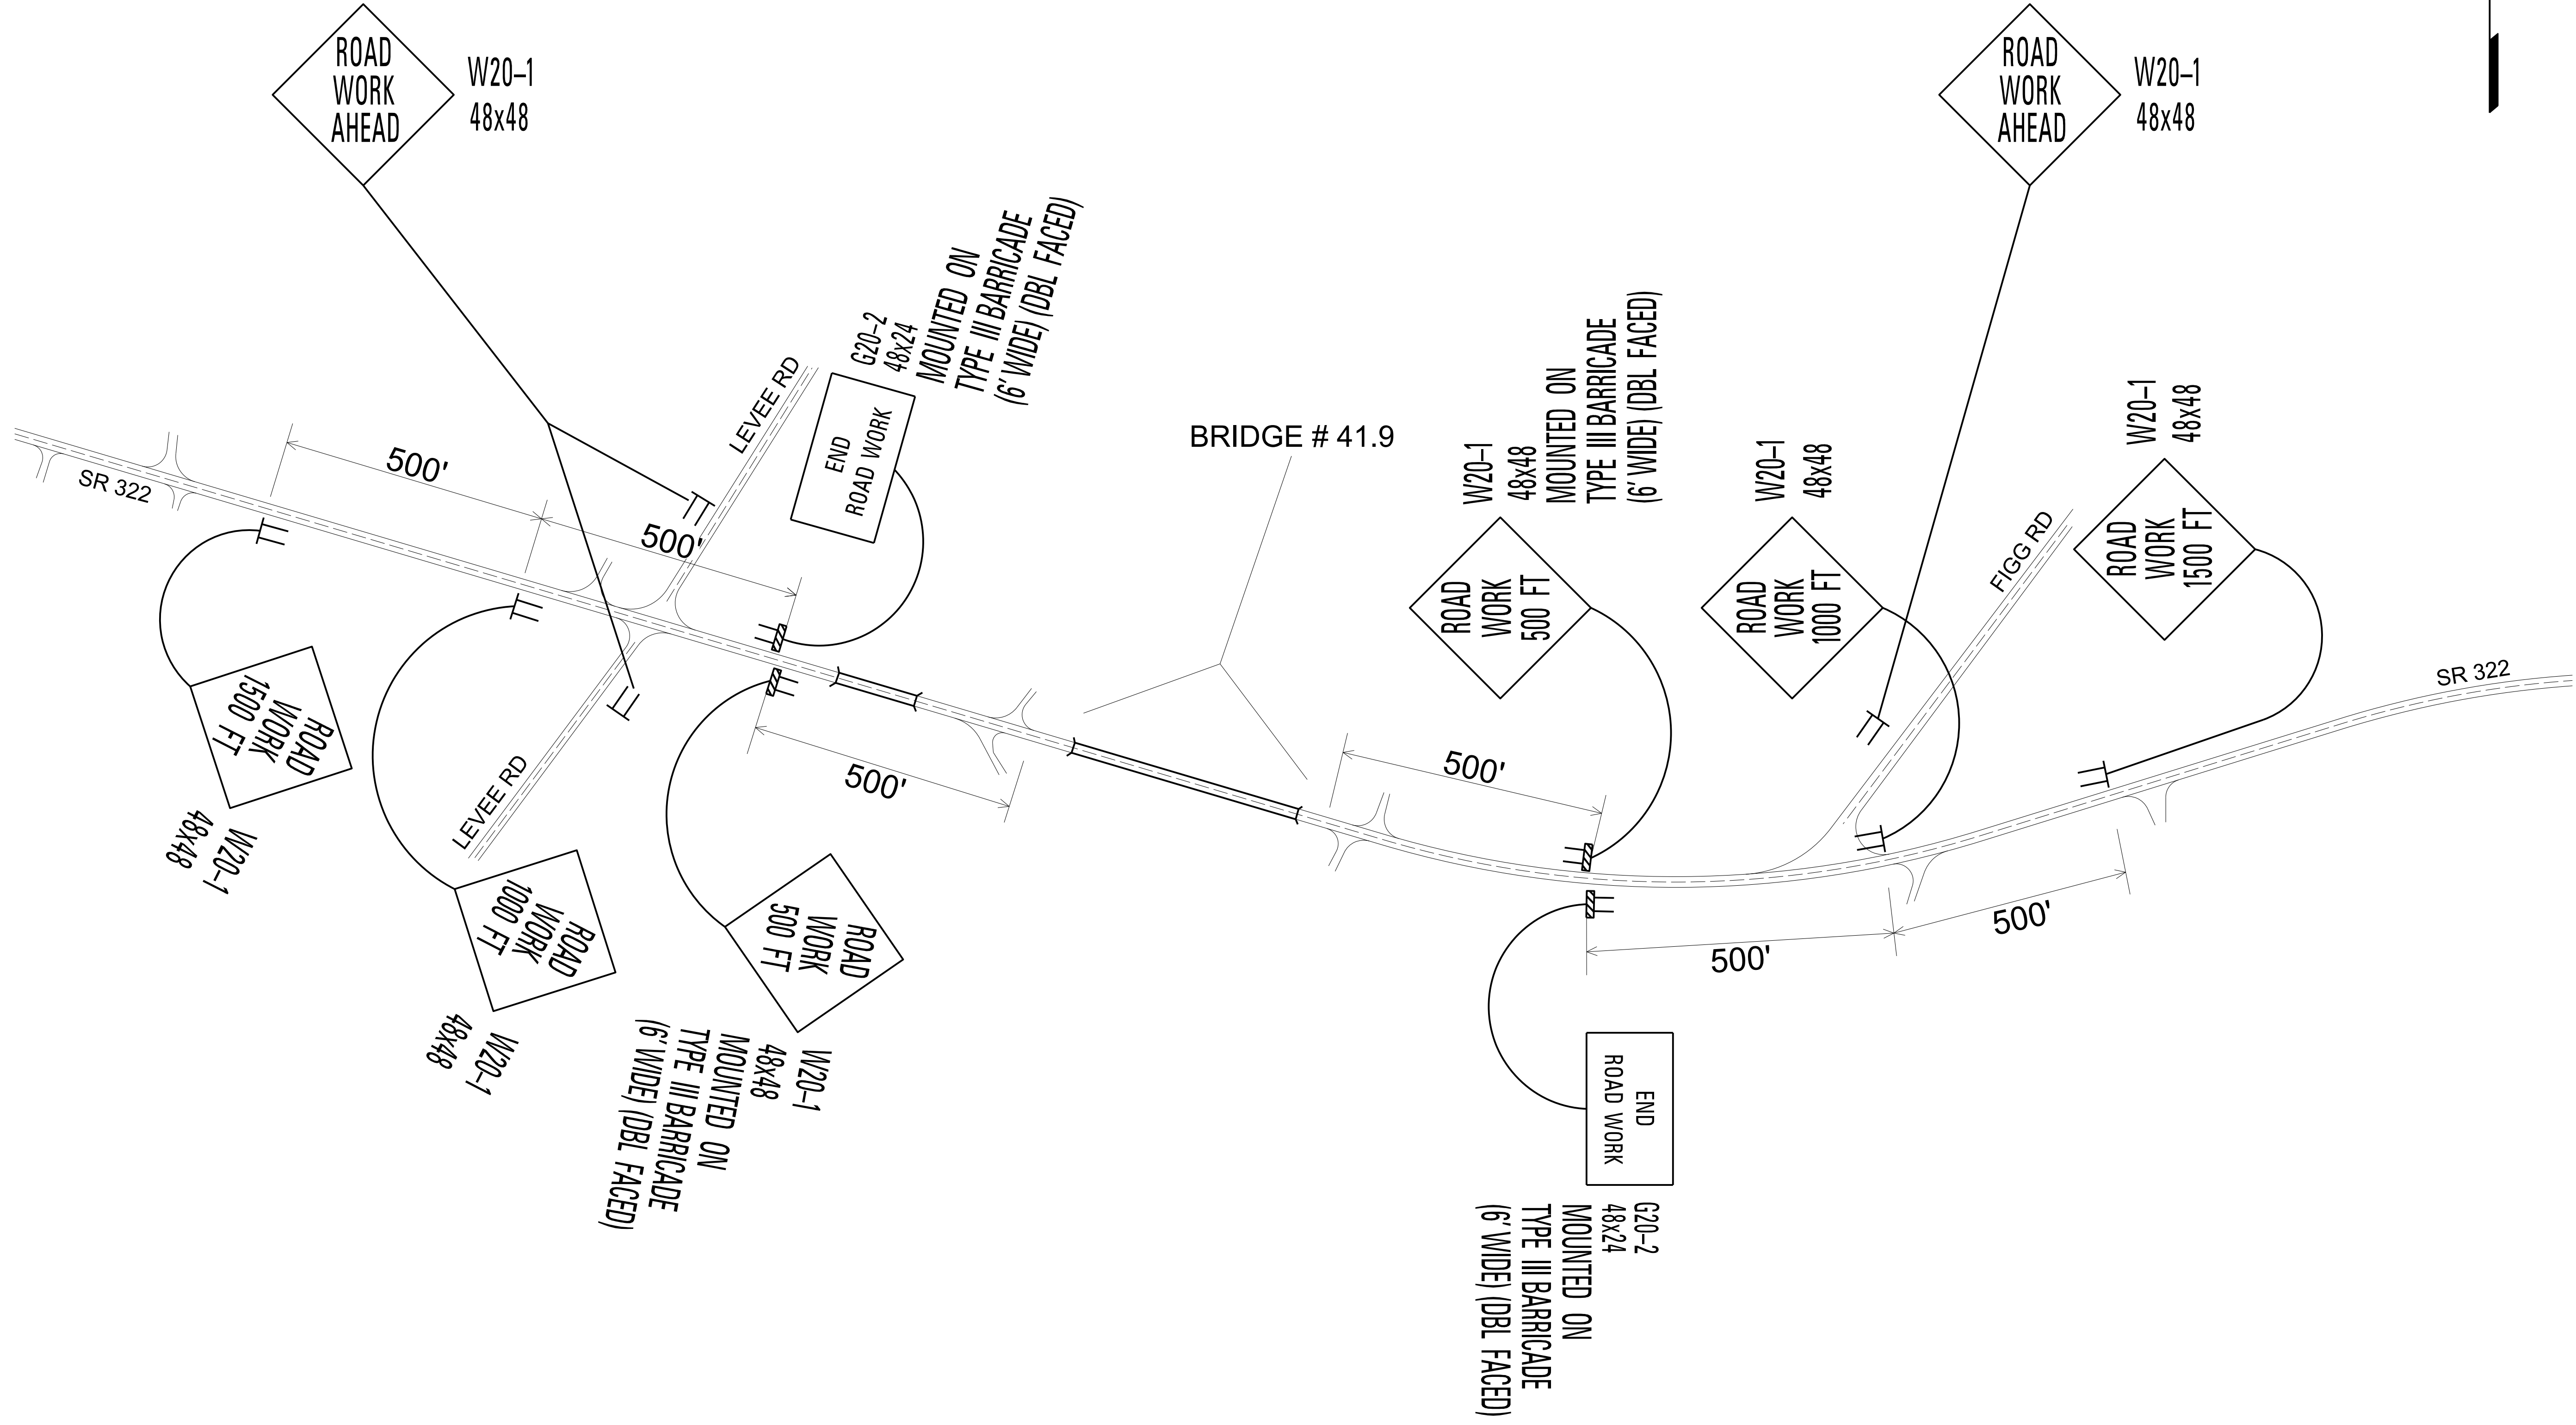 ROAD
WORK
AHEAD
W20-1
48x48
ROAD
WORK
AHEAD
W20-1
48x48
SR 322
500'
500'
LEVEE RD
G20-2
48x24
MOUNTED ON
TYPE III BARRICADE
(6' WIDE) (DBL FACED)
END
ROAD WORK
BRIDGE # 41.9
W20-1
48x48
MOUNTED ON
TYPE III BARRICADE
(6' WIDE) (DBL FACED)
ROAD
WORK
500 FT
W20-1
48x48
ROAD
WORK
1000 FT
FIGG RD
W20-1
48x48
ROAD
WORK
1500 FT
SR 322
ROAD
WORK
1500 FT
W20-1
48x48
LEVEE RD
ROAD
WORK
1000 FT
W20-1
48x48
500'
ROAD
WORK
500 FT
W20-1
48x48
MOUNTED ON
TYPE III BARRICADE
(6' WIDE) (DBL FACED)
500'
500'
500'
END
ROAD WORK
G20-2
48x24
MOUNTED ON
TYPE III BARRICADE
(6' WIDE) (DBL FACED)